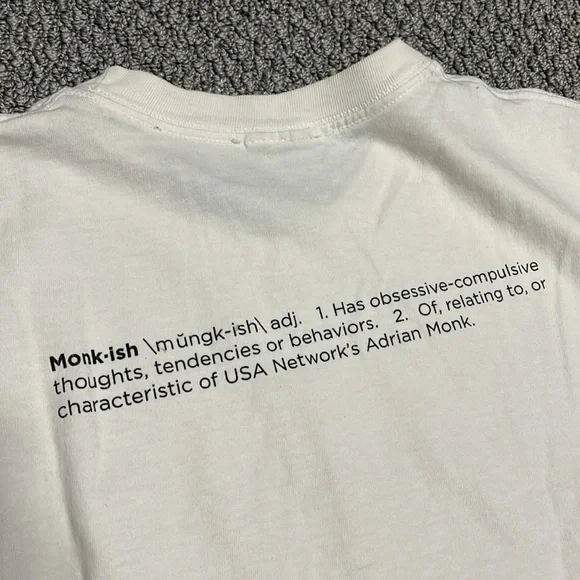 Monk·ish \mŭngk-ish\ adj. 1. Has obsessive-compulsive
thoughts, tendencies or behaviors. 2. Of, relating to, or
characteristic of USA Network's Adrian Monk.